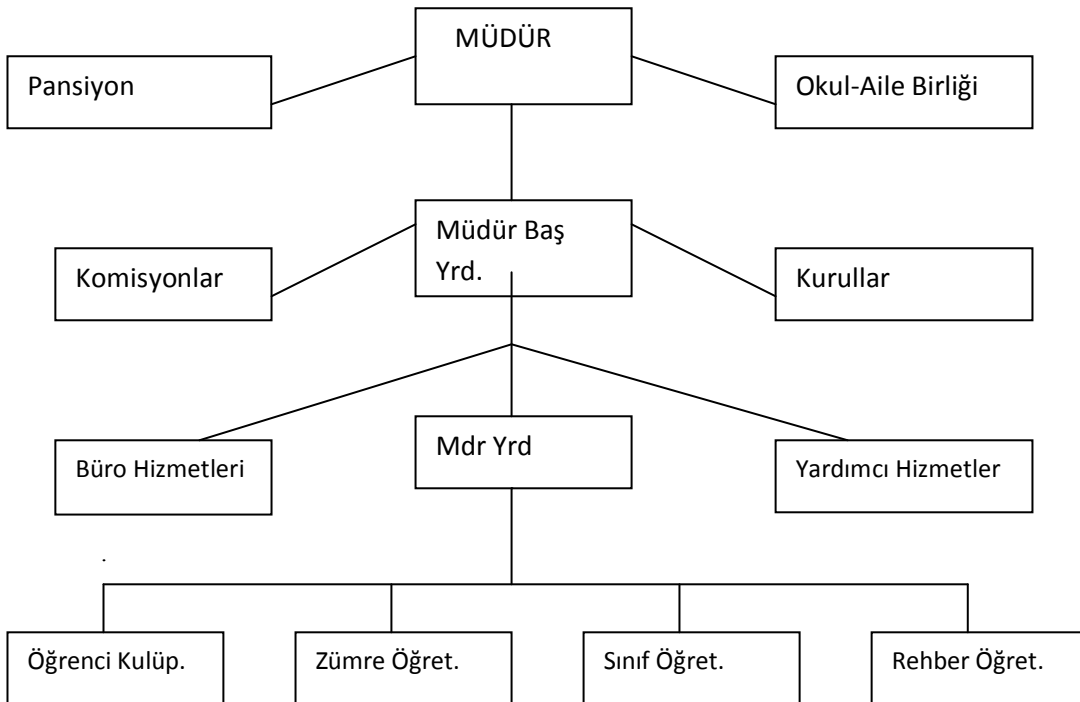 MÜDÜR
Pansiyon
Okul-Aile Birliği
Müdür Baş
Yrd.
Komisyonlar
Kurullar
Mdr Yrd
Büro Hizmetleri
Yardımcı Hizmetler
.
Öğrenci Kulüp.
Zümre Öğret.
Sınıf Öğret.
Rehber Öğret.